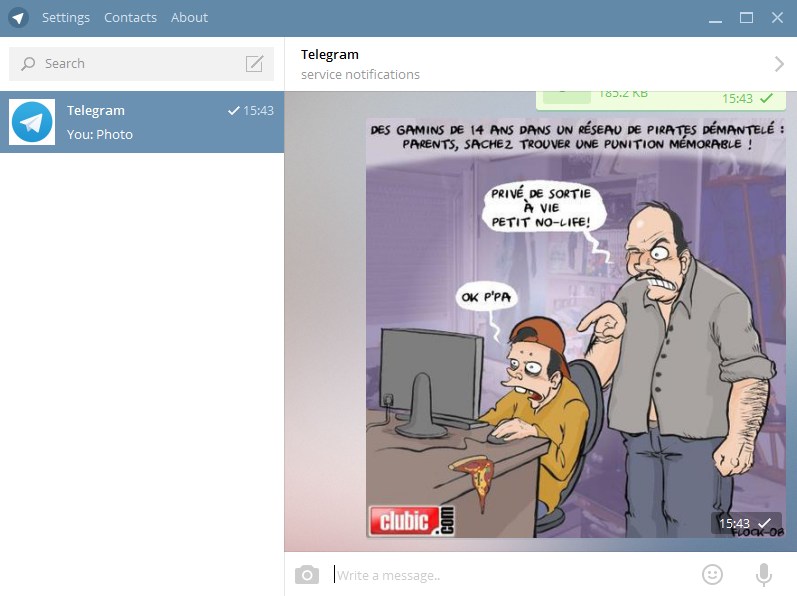 Settings Contacts About
Search
Telegram
15:43
You: Photo
Telegram
service notifications
185.2 KB
15:43
DES GAMINS DE 14 ANS DANS UN RÉSEAU DE PIRATES DÉMANTELÉ :
PARENTS, SACHEZ TROUVER UNE PUNITION MÉMORABLE !
PRIVÉ DE SORTIE
À VIE
PETIT NO-LIFE!
OK P'PA
clubic.com
15:43
FLOCK-08
Write a message..